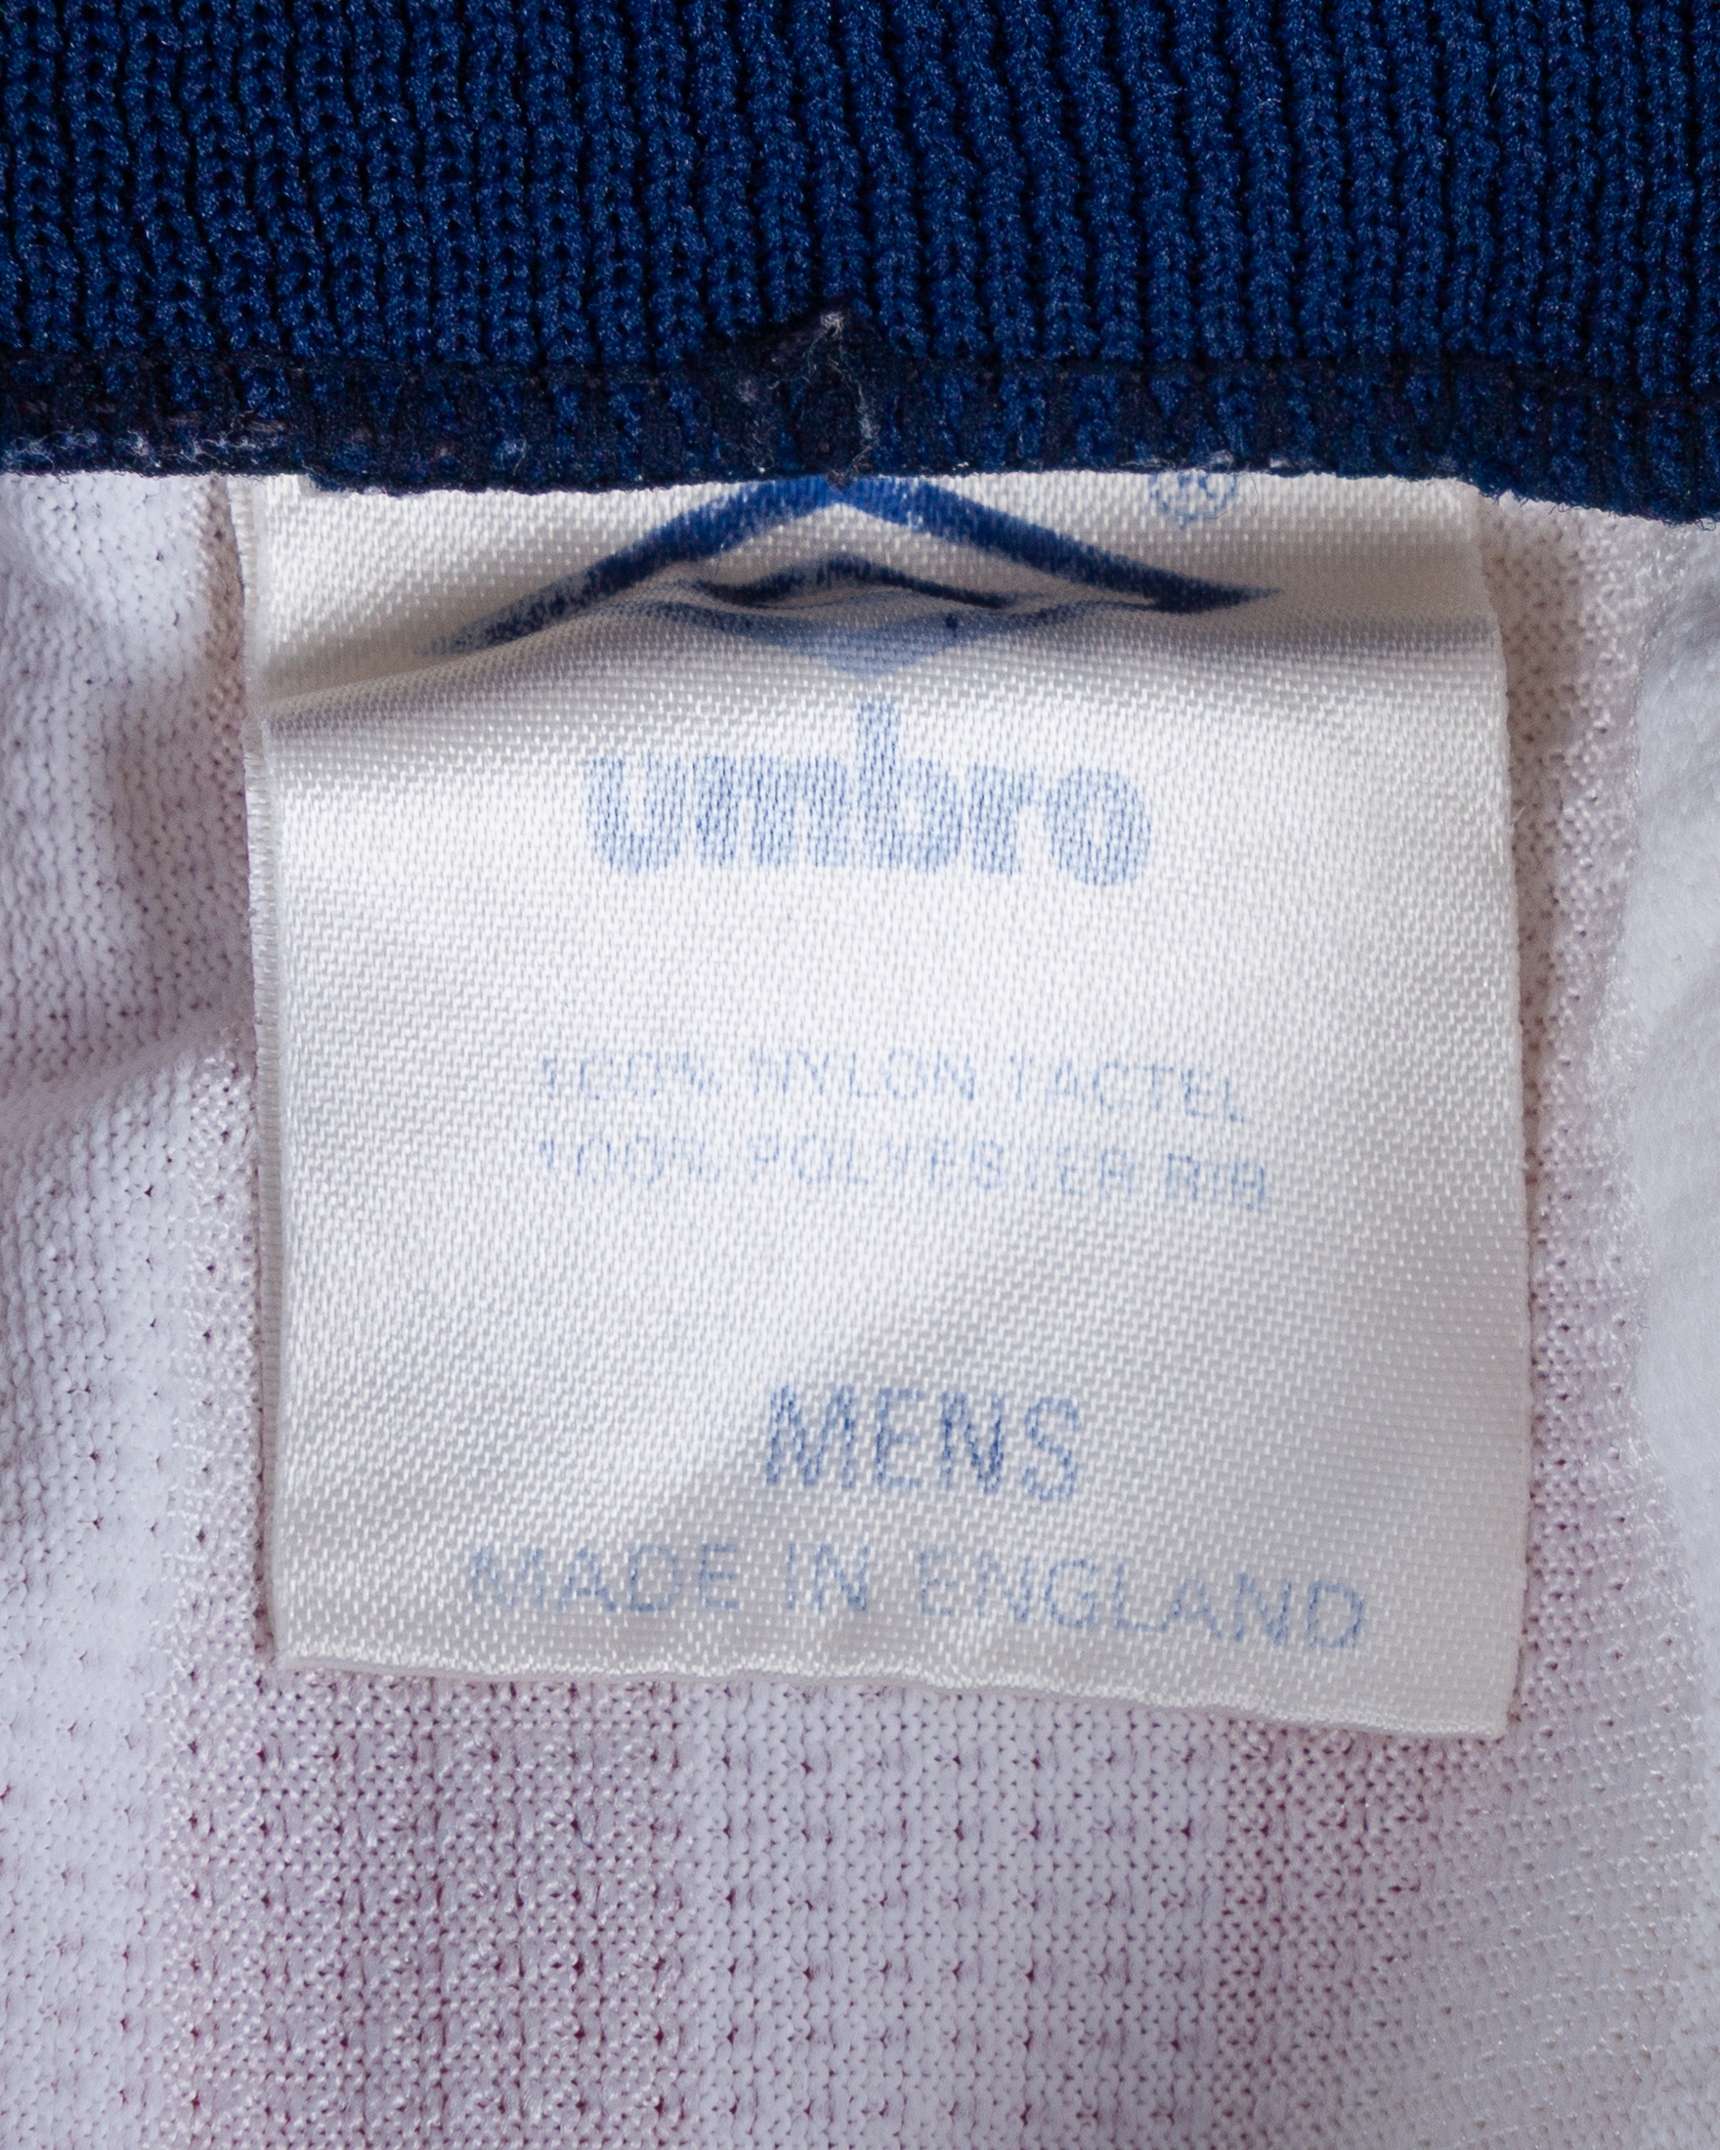 ®
umbro
100% NYLON TACTEL
100% POLYESTER RIB
MENS
MADE IN ENGLAND